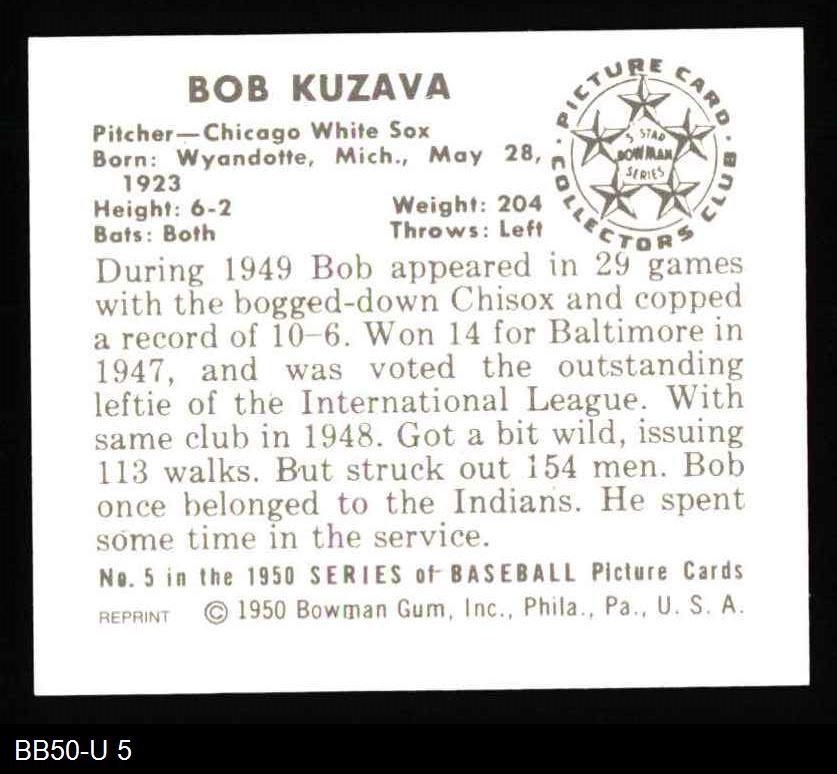 BOB KUZAVA
Pitcher—Chicago White Sox
Born: Wyandotte, Mich., May 28,
1923
Height: 6-2 Weight: 204
Bats: Both Throws: Left
PICTURE CARD
COLLECTORS CLUB
5 STAR
BOWMAN
SERIES
During 1949 Bob appeared in 29 games
with the bogged-down Chisox and copped
a record of 10–6. Won 14 for Baltimore in
1947, and was voted the outstanding
leftie of the International League. With
same club in 1948. Got a bit wild, issuing
113 walks. But struck out 154 men. Bob
once belonged to the Indians. He spent
some time in the service.
No. 5 in the 1950 SERIES of BASEBALL Picture Cards
REPRINT © 1950 Bowman Gum, Inc., Phila., Pa., U. S. A.
BB50-U 5